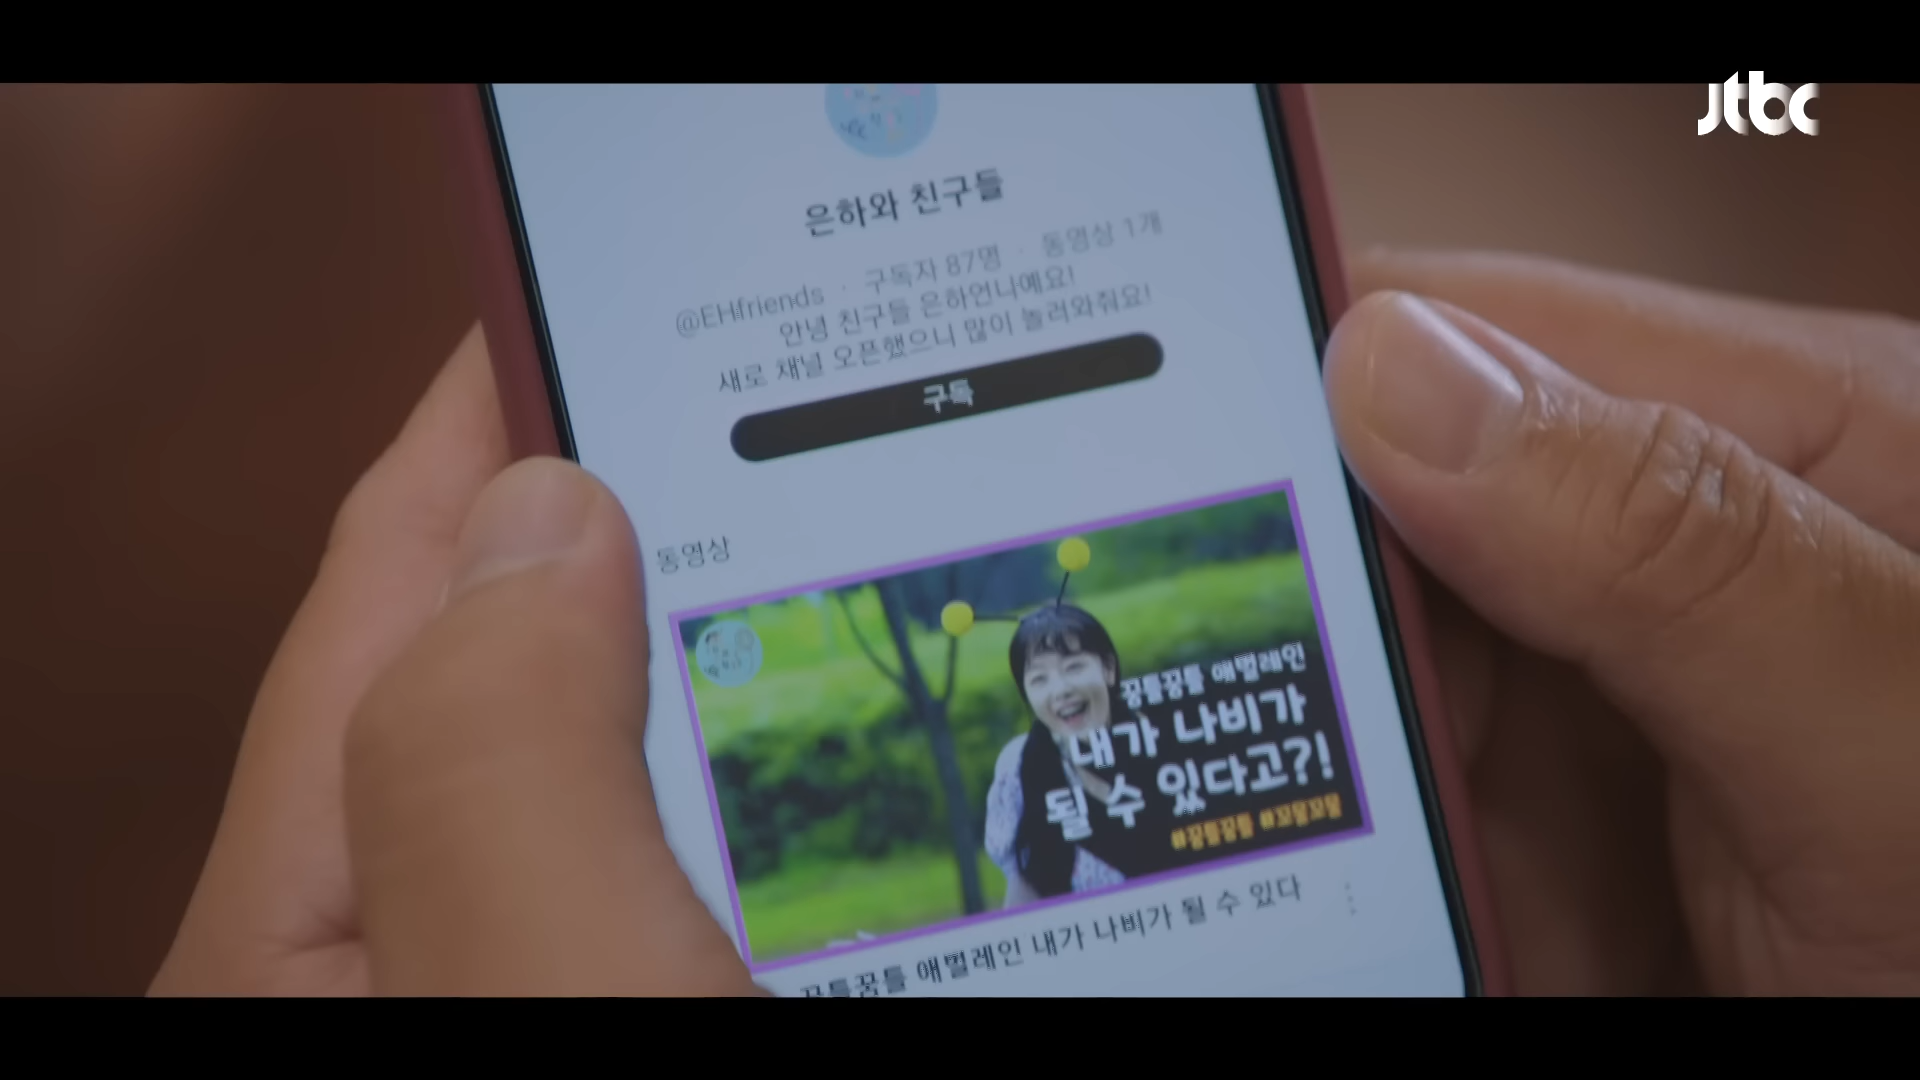 jtbc
은하와 친구들
@EHfriends · 구독자 87명 · 동영상 1개
안녕 친구들 은하언니예요!
새로 채널 오픈했으니 많이 놀러와줘요!
구독
동영상
꿈틀꿈틀 애벌레인
내가 나비가
될 수 있다고?!
#꿈틀꿈틀 #꼬물꼬물
꿈틀꿈틀 애벌레인 내가 나비가 될 수 있다